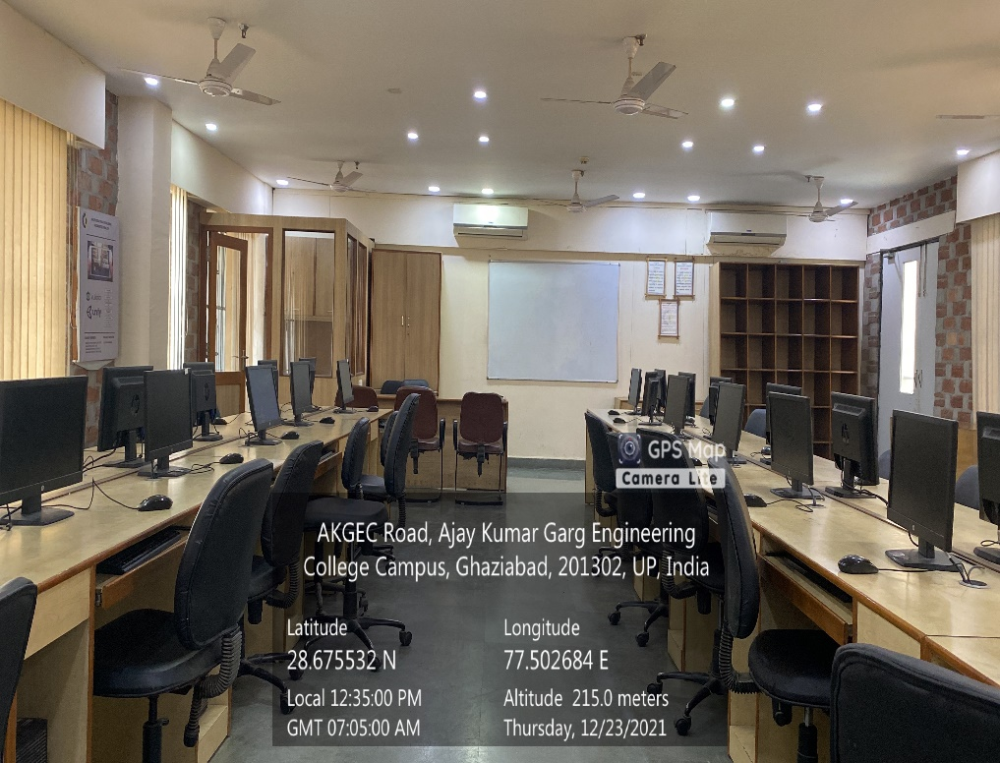 unity
GPS Map
Camera Lite
AKGEC Road, Ajay Kumar Garg Engineering
College Campus, Ghaziabad, 201302, UP, India
Latitude
28.675532 N
Longitude
77.502684 E
Local 12:35:00 PM
GMT 07:05:00 AM
Altitude 215.0 meters
Thursday, 12/23/2021